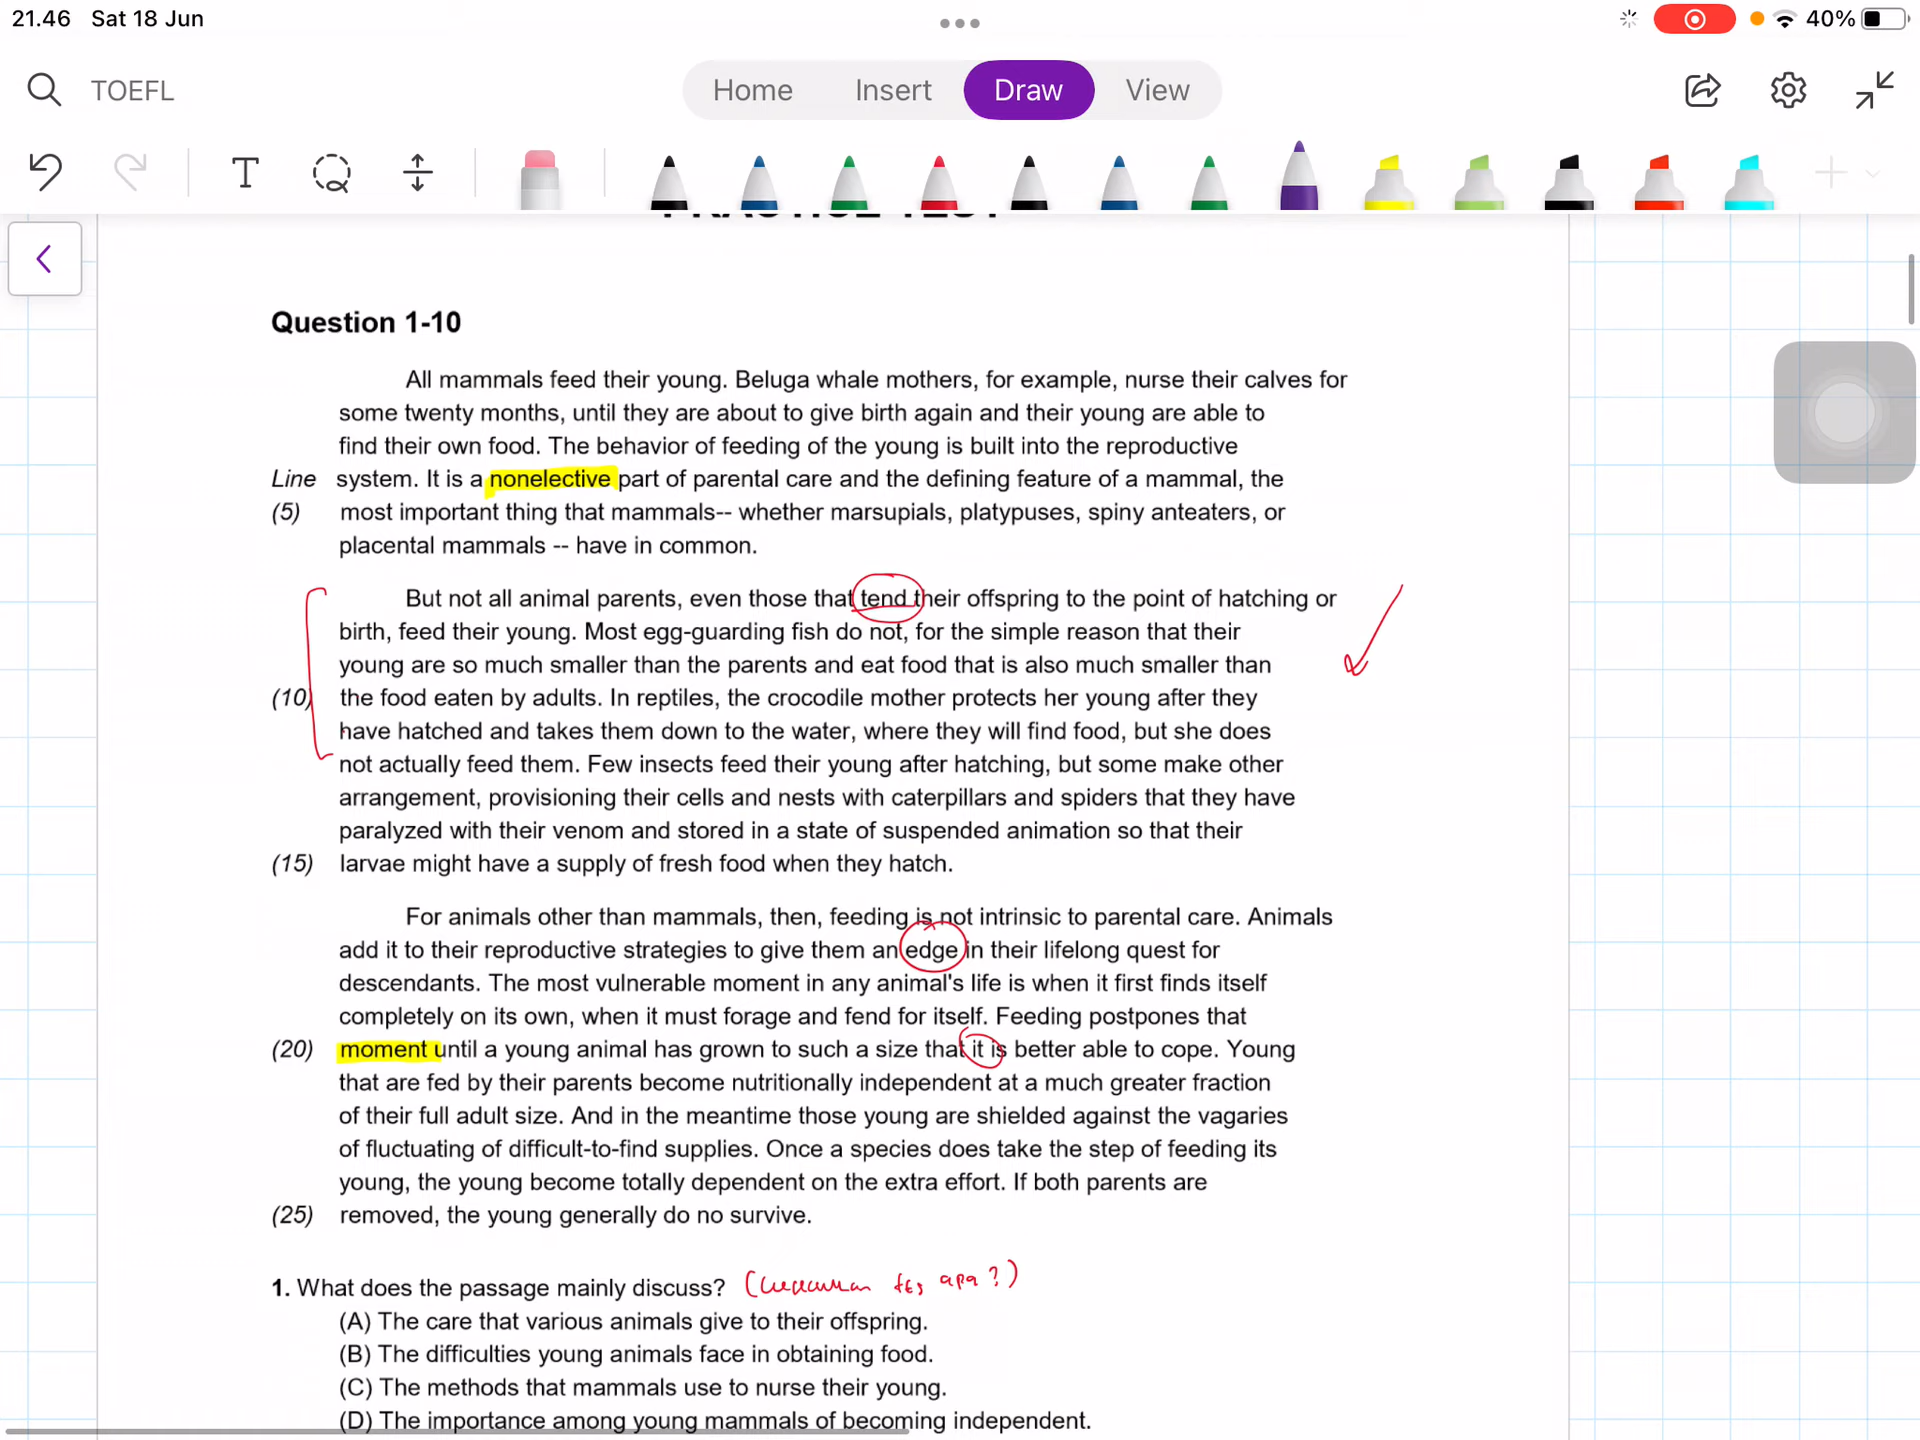 21.46 Sat 18 Jun
40%
TOEFL
Home Insert Draw View
PRACTICE TEST
Question 1-10
All mammals feed their young. Beluga whale mothers, for example, nurse their calves for
some twenty months, until they are about to give birth again and their young are able to
find their own food. The behavior of feeding of the young is built into the reproductive
Line system. It is a nonelective part of parental care and the defining feature of a mammal, the
(5) most important thing that mammals-- whether marsupials, platypuses, spiny anteaters, or
placental mammals -- have in common.
But not all animal parents, even those that tend their offspring to the point of hatching or
birth, feed their young. Most egg-guarding fish do not, for the simple reason that their
young are so much smaller than the parents and eat food that is also much smaller than
(10) the food eaten by adults. In reptiles, the crocodile mother protects her young after they
have hatched and takes them down to the water, where they will find food, but she does
not actually feed them. Few insects feed their young after hatching, but some make other
arrangement, provisioning their cells and nests with caterpillars and spiders that they have
paralyzed with their venom and stored in a state of suspended animation so that their
(15) larvae might have a supply of fresh food when they hatch.
For animals other than mammals, then, feeding is not intrinsic to parental care. Animals
add it to their reproductive strategies to give them an edge in their lifelong quest for
descendants. The most vulnerable moment in any animal's life is when it first finds itself
completely on its own, when it must forage and fend for itself. Feeding postpones that
(20) moment until a young animal has grown to such a size that it is better able to cope. Young
that are fed by their parents become nutritionally independent at a much greater fraction
of their full adult size. And in the meantime those young are shielded against the vagaries
of fluctuating of difficult-to-find supplies. Once a species does take the step of feeding its
young, the young become totally dependent on the extra effort. If both parents are
(25) removed, the young generally do no survive.
1. What does the passage mainly discuss? apa ?)
(A) The care that various animals give to their offspring.
(B) The difficulties young animals face in obtaining food.
(C) The methods that mammals use to nurse their young.
(D) The importance among young mammals of becoming independent.